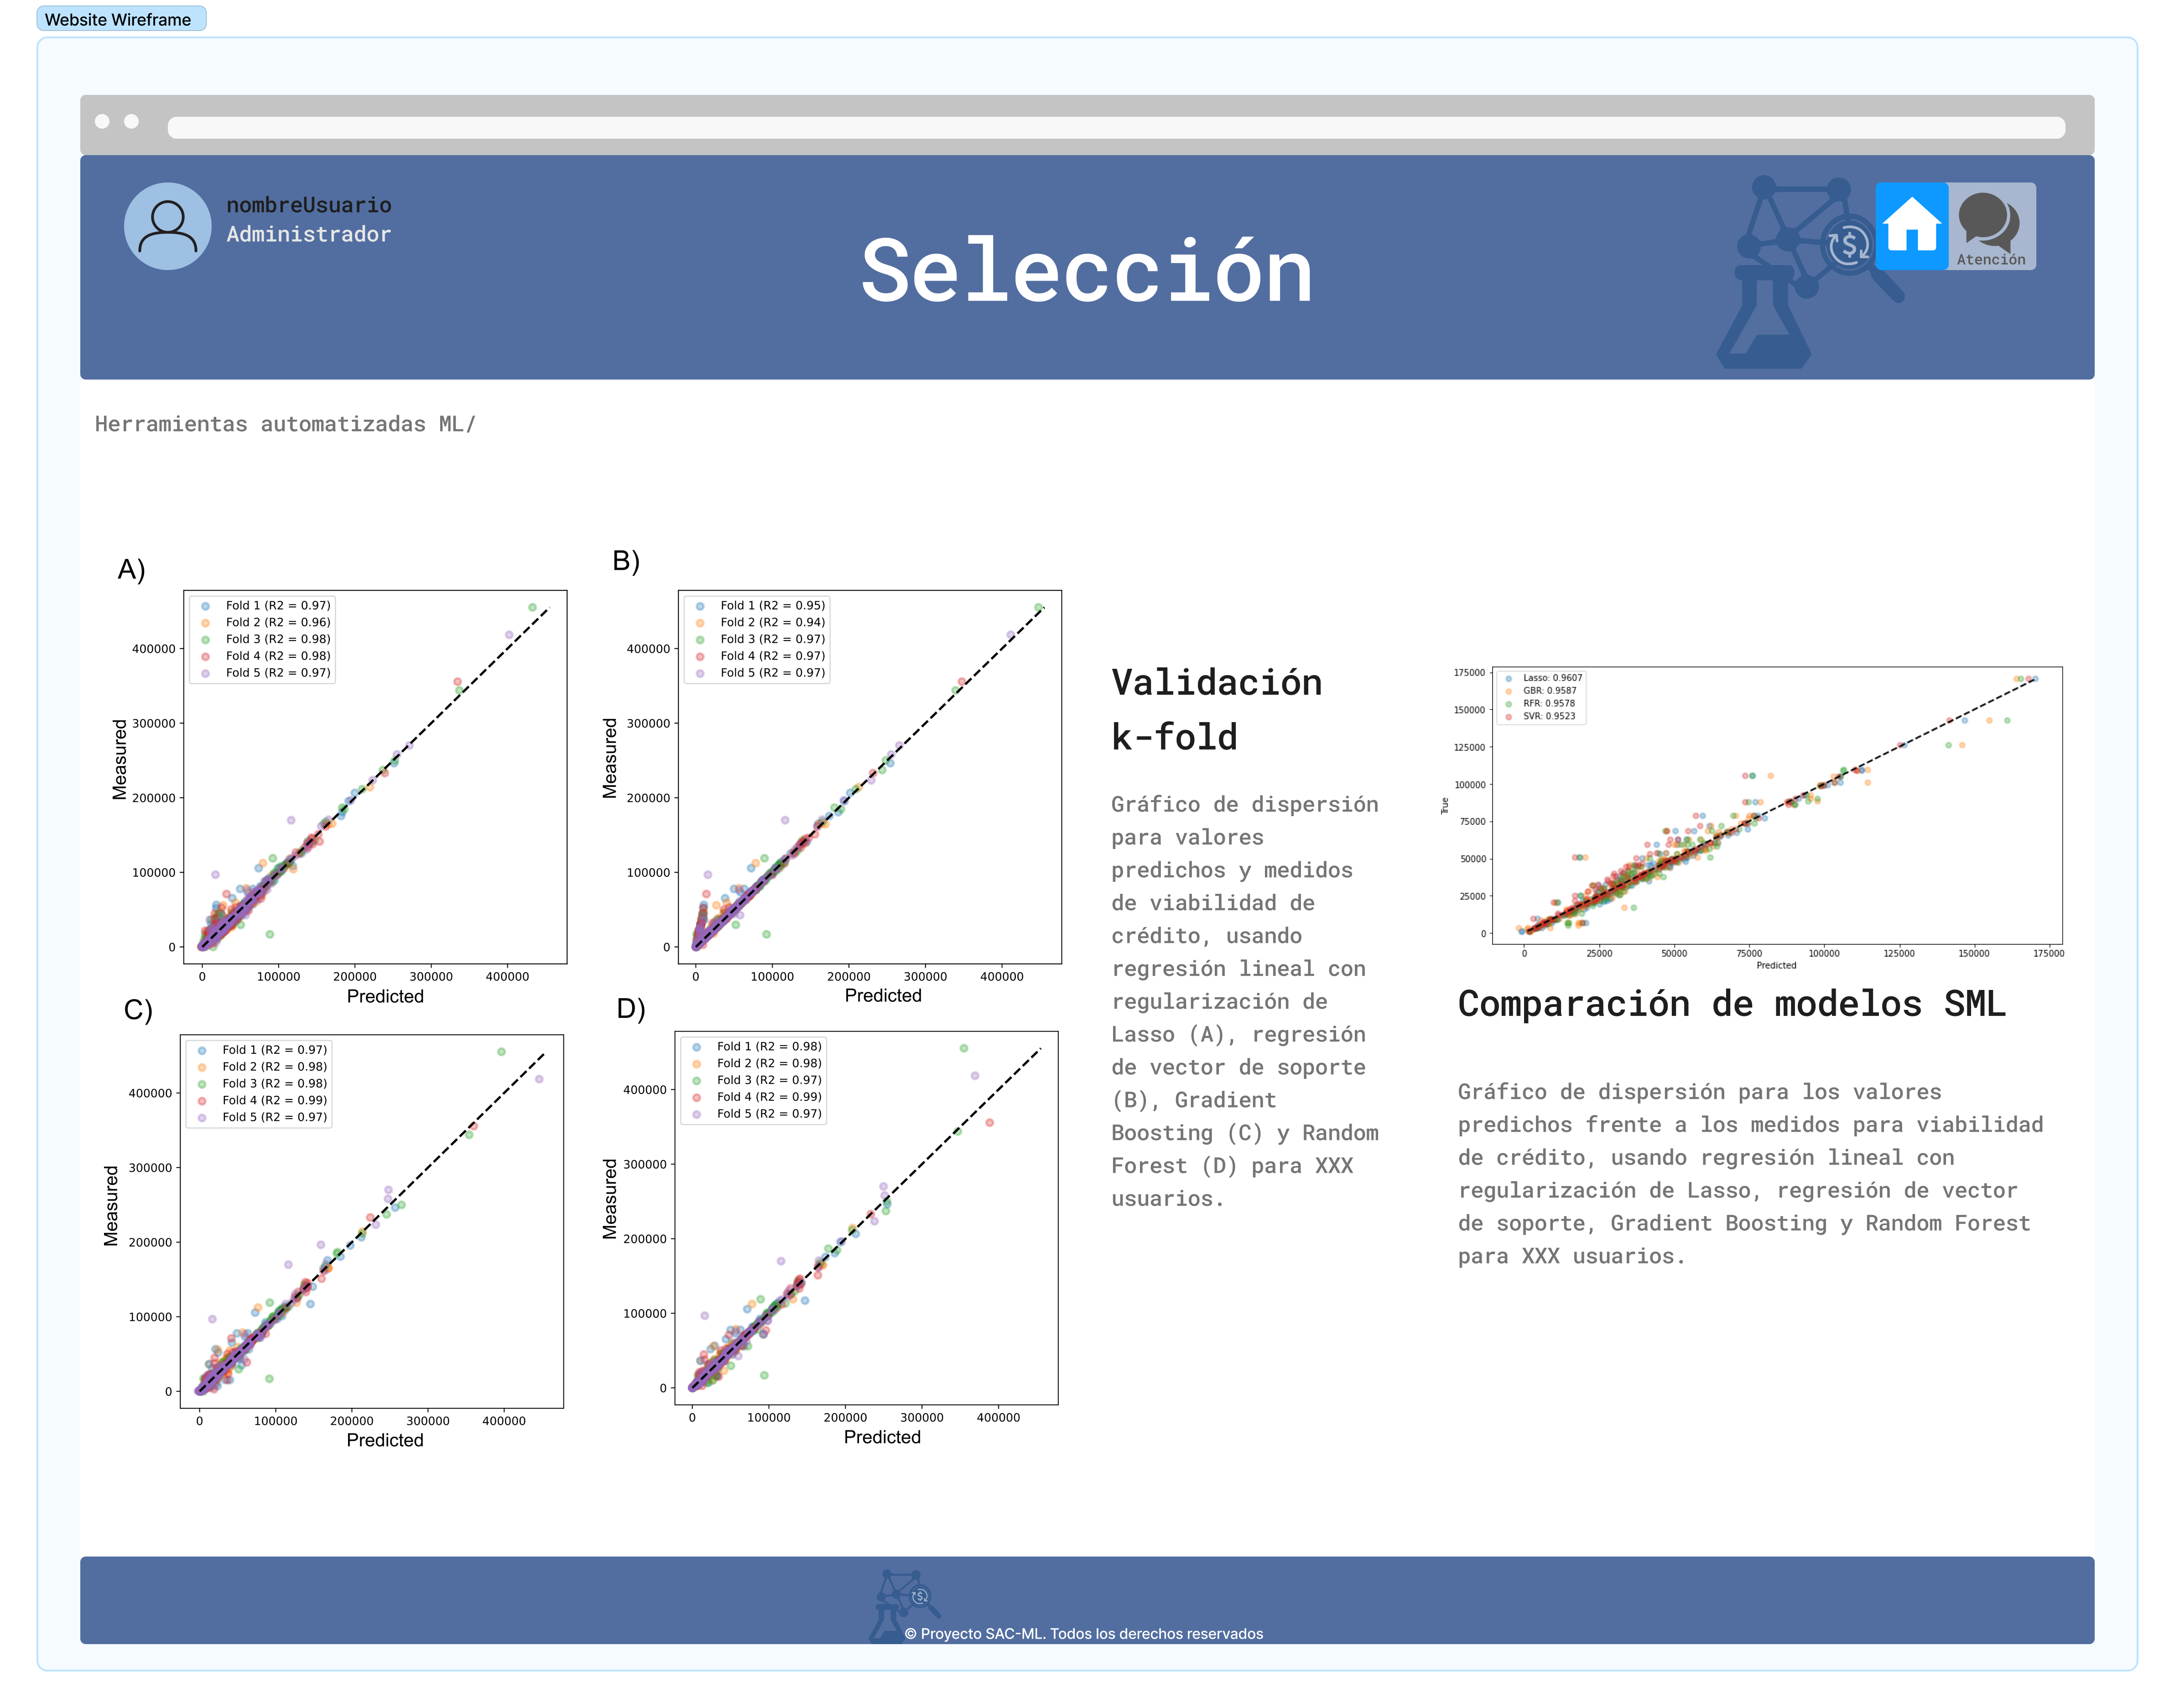 Website Wireframe
nombreUsuario
Administrador
Selección
Atención
Herramientas automatizadas ML/
A)
Fold 1 (R2 = 0.97)
Fold 2 (R2 = 0.96)
Fold 3 (R2 = 0.98)
Fold 4 (R2 = 0.98)
Fold 5 (R2 = 0.97)
400000
300000
200000
100000
0
Measured
0 100000 200000 300000 400000
Predicted
B)
Fold 1 (R2 = 0.95)
Fold 2 (R2 = 0.94)
Fold 3 (R2 = 0.97)
Fold 4 (R2 = 0.97)
Fold 5 (R2 = 0.97)
400000
300000
200000
100000
0
Measured
0 100000 200000 300000 400000
Predicted
C)
Fold 1 (R2 = 0.97)
Fold 2 (R2 = 0.98)
Fold 3 (R2 = 0.98)
Fold 4 (R2 = 0.99)
Fold 5 (R2 = 0.97)
400000
300000
200000
100000
0
Measured
0 100000 200000 300000 400000
Predicted
D)
Fold 1 (R2 = 0.98)
Fold 2 (R2 = 0.98)
Fold 3 (R2 = 0.97)
Fold 4 (R2 = 0.99)
Fold 5 (R2 = 0.97)
400000
300000
200000
100000
0
Measured
0 100000 200000 300000 400000
Predicted
Validación
k-fold
Gráfico de dispersión
para valores
predichos y medidos
de viabilidad de
crédito, usando
regresión lineal con
regularización de
Lasso (A), regresión
de vector de soporte
(B), Gradient
Boosting (C) y Random
Forest (D) para XXX
usuarios.
Lasso: 0.9607
GBR: 0.9587
RFR: 0.9578
SVR: 0.9523
175000
150000
125000
100000
75000
50000
25000
0
True
0 25000 50000 75000 100000 125000 150000 175000
Predicted
Comparación de modelos SML
Gráfico de dispersión para los valores
predichos frente a los medidos para viabilidad
de crédito, usando regresión lineal con
regularización de Lasso, regresión de vector
de soporte, Gradient Boosting y Random Forest
para XXX usuarios.
© Proyecto SAC-ML. Todos los derechos reservados